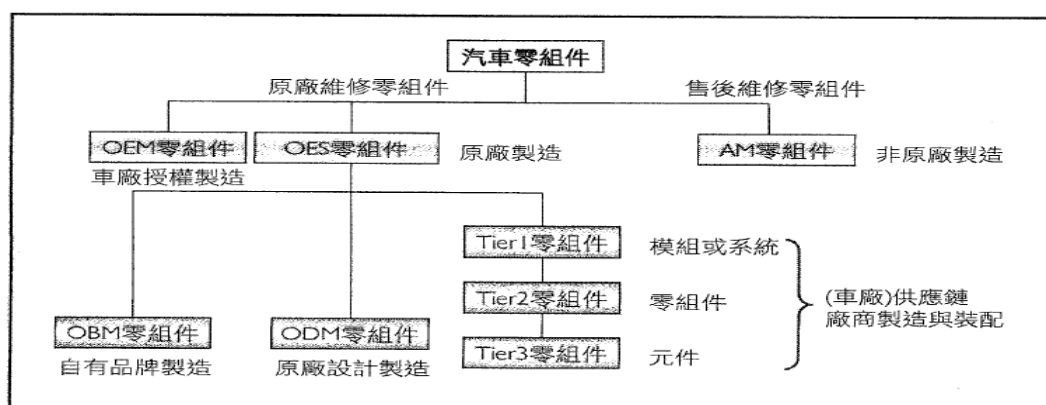 汽車零組件
原廠維修零組件
售後維修零組件
OEM零組件
OES零組件
原廠製造
AM零組件
非原廠製造
車廠授權製造
Tier1零組件
模組或系統
Tier2零組件
零組件
(車廠)供應鏈
廠商製造與裝配
OBM零組件
ODM零組件
Tier3零組件
元件
自有品牌製造
原廠設計製造